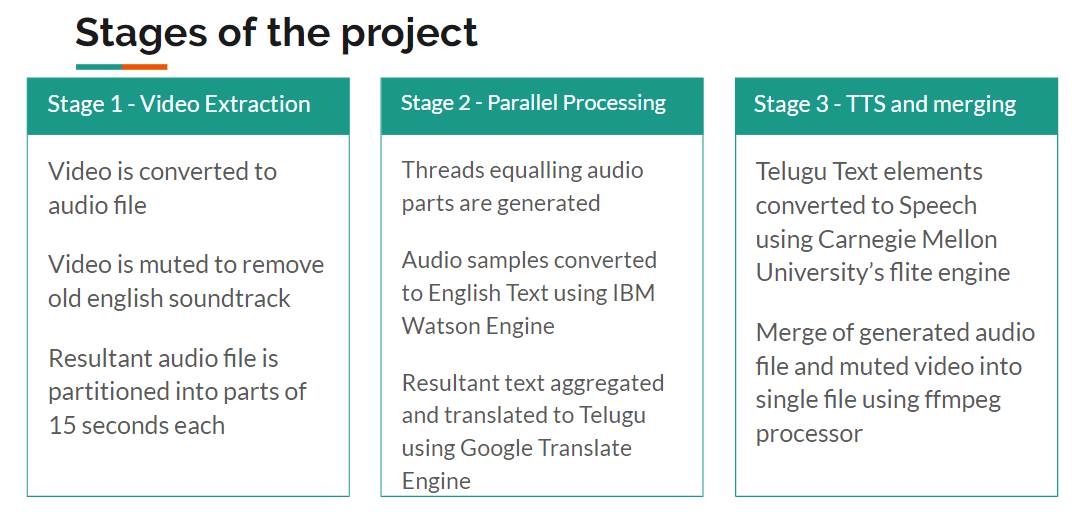 Stages of the project
Stage 1 - Video Extraction
Video is converted to
audio file
Video is muted to remove
old english soundtrack
Resultant audio file is
partitioned into parts of
15 seconds each
Stage 2 - Parallel Processing
Threads equalling audio
parts are generated
Audio samples converted
to English Text using IBM
Watson Engine
Resultant text aggregated
and translated to Telugu
using Google Translate
Engine
Stage 3 - TTS and merging
Telugu Text elements
converted to Speech
using Carnegie Mellon
University’s flite engine
Merge of generated audio
file and muted video into
single file using ffmpeg
processor